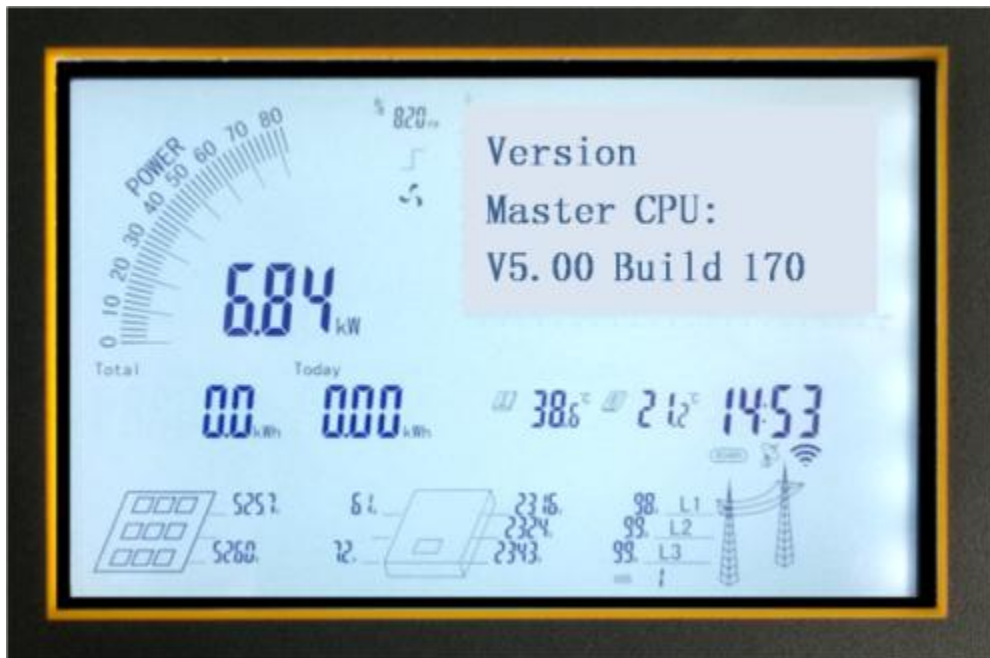 POWER
0 10 20 30 40 50 60 70 80
Version
Master CPU:
V5.00 Build 170
6.84 kW
Total
Today
0.0 kWh
0.00 kWh
38.6 °C
21.2 °C
14:53
5257.
61.
2316.
98. L1
2324.
99. L2
5260.
72.
2343.
99. L3
1